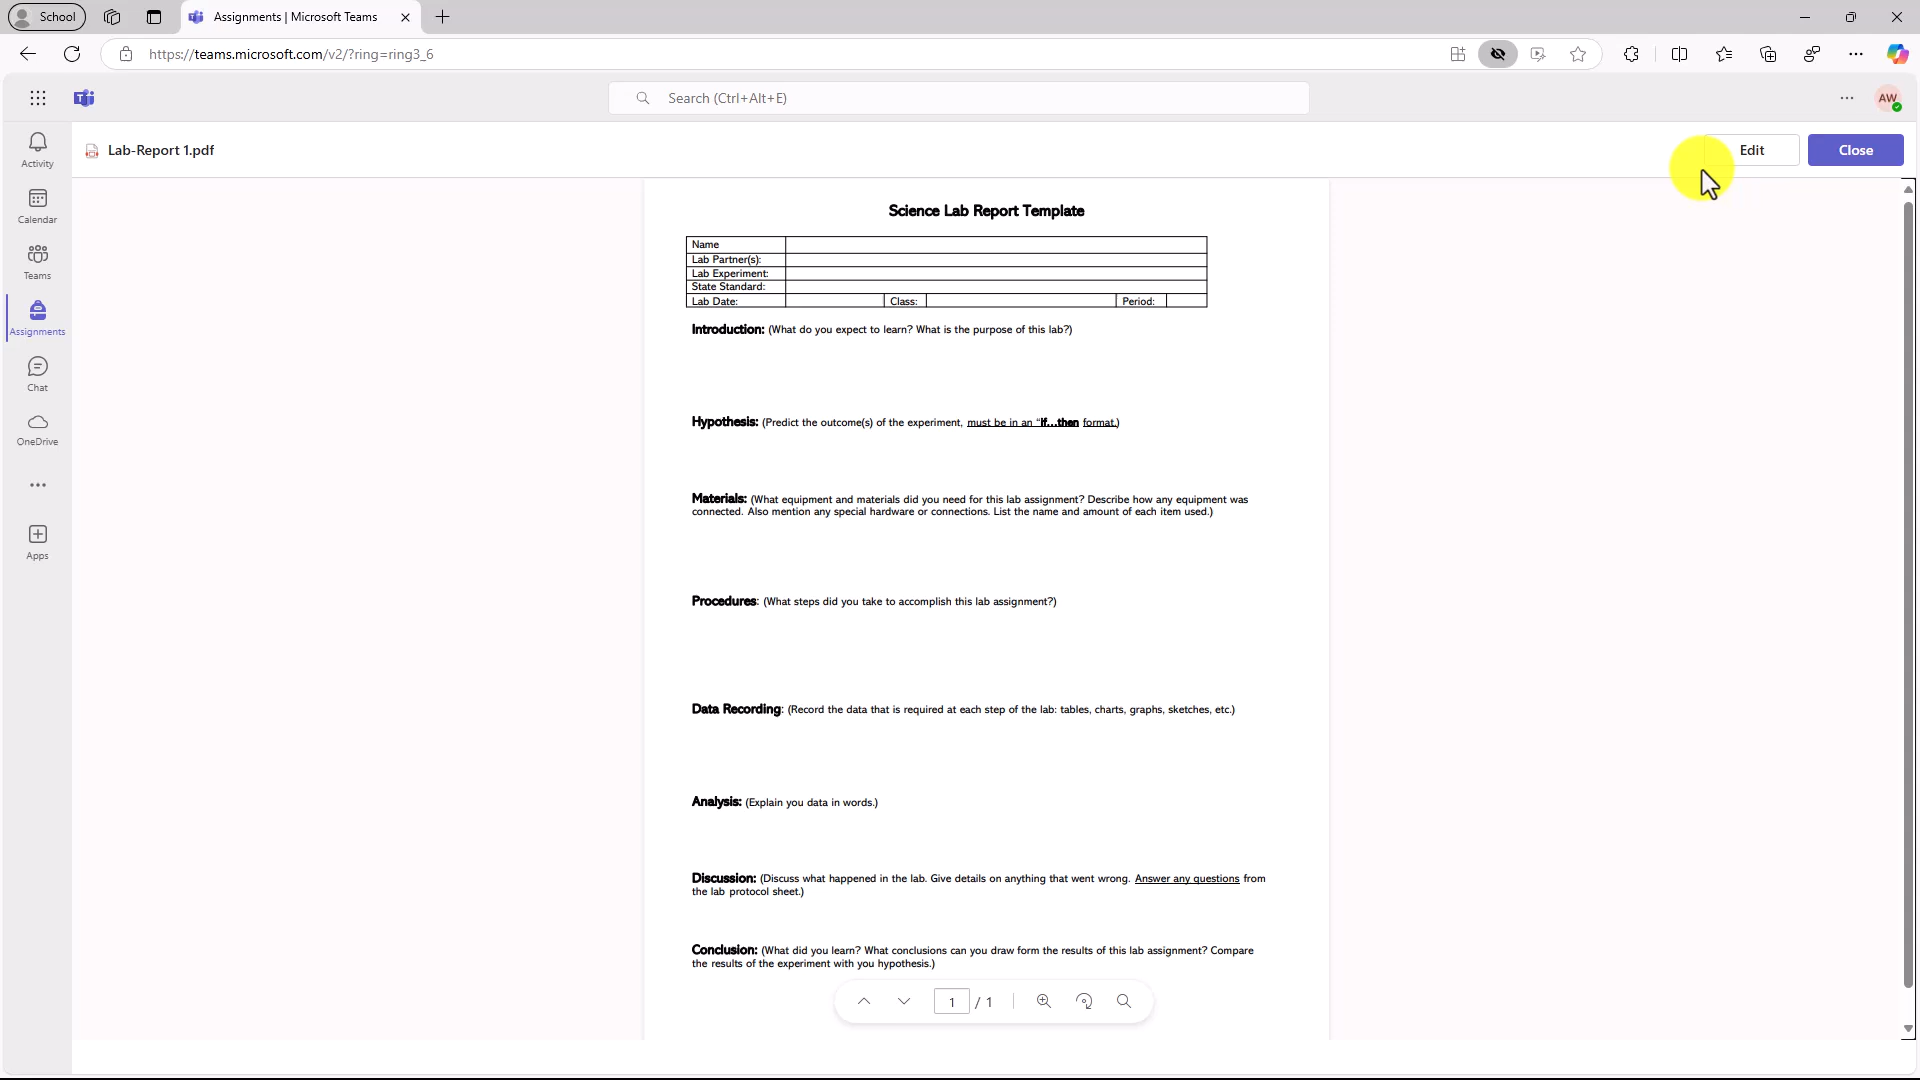 School
Assignments | Microsoft Teams
https://teams.microsoft.com/v2/?ring=ring3_6
Search (Ctrl+Alt+E)
AW
Activity
Calendar
Teams
Assignments
Chat
OneDrive
Apps
Lab-Report 1.pdf
Edit
Close
Science Lab Report Template
Name
Lab Partner(s):
Lab Experiment:
State Standard:
Lab Date: Class: Period:
Introduction: (What do you expect to learn? What is the purpose of this lab?)
Hypothesis: (Predict the outcome(s) of the experiment, must be in an "If...then format.)
Materials: (What equipment and materials did you need for this lab assignment? Describe how any equipment was
connected. Also mention any special hardware or connections. List the name and amount of each item used.)
Procedures: (What steps did you take to accomplish this lab assignment?)
Data Recording: (Record the data that is required at each step of the lab: tables, charts, graphs, sketches, etc.)
Analysis: (Explain you data in words.)
Discussion: (Discuss what happened in the lab. Give details on anything that went wrong. Answer any questions from
the lab protocol sheet.)
Conclusion: (What did you learn? What conclusions can you draw form the results of this lab assignment? Compare
the results of the experiment with you hypothesis.)
1 / 1